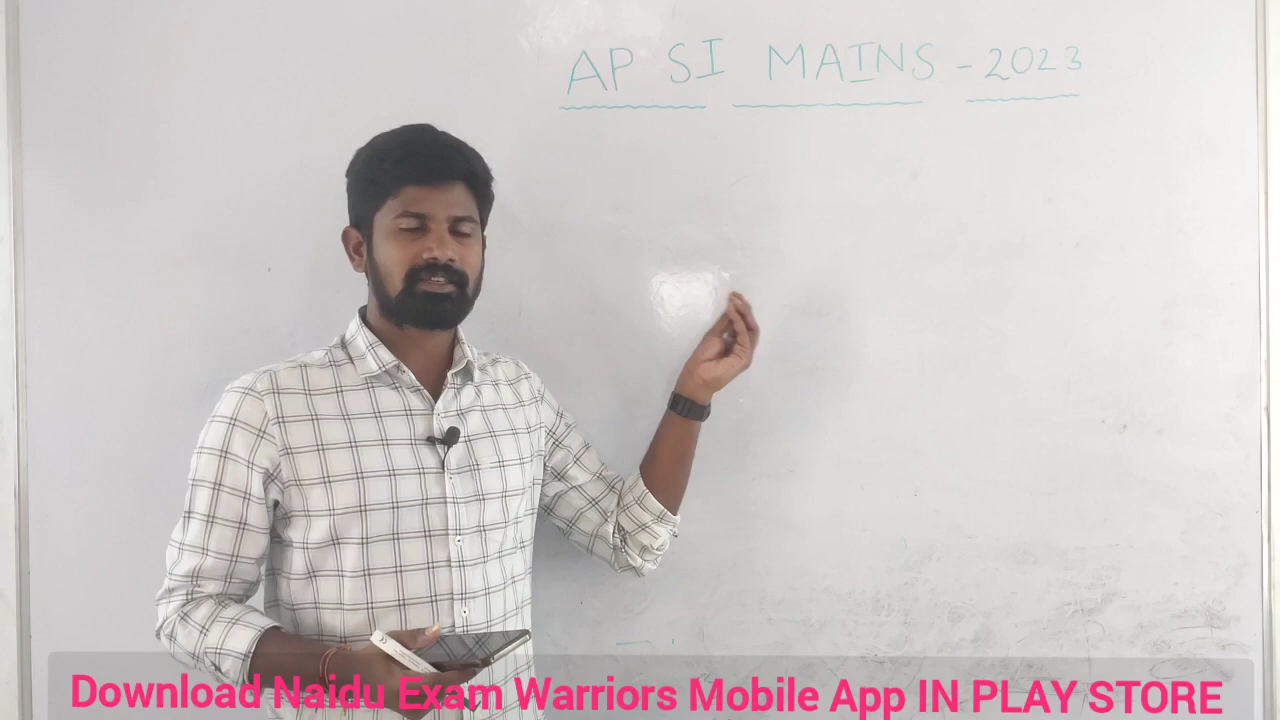 AP SI MAINS - 2023
Download Naidu Exam Warriors Mobile App IN PLAY STORE